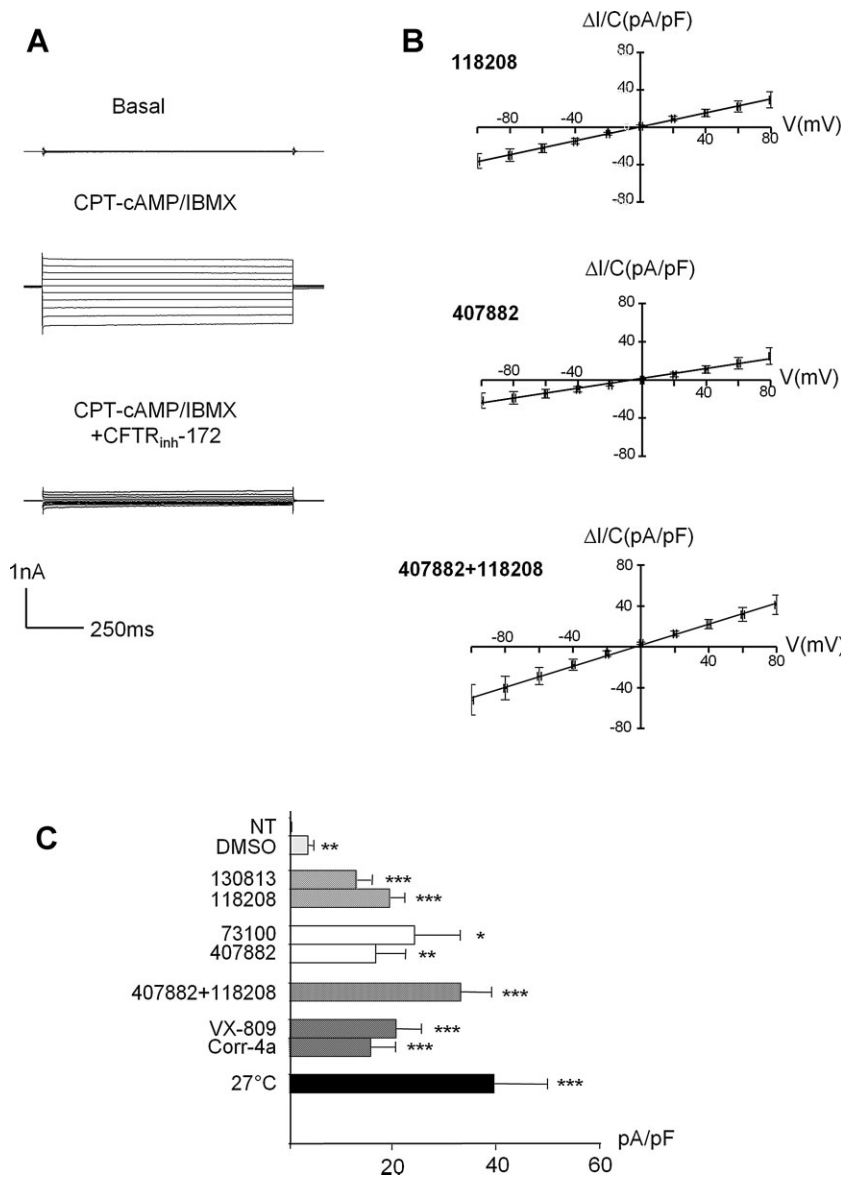 A
Basal
CPT-cAMP/IBMX
CPT-cAMP/IBMX
+CFTRinh-172
1nA
250ms
B
ΔI/C(pA/pF)
118208
80
40
-80
-40
40
80
V(mV)
-40
-80
ΔI/C(pA/pF)
407882
80
40
-80
-40
40
80
V(mV)
-40
-80
ΔI/C(pA/pF)
407882+118208
80
40
-80
-40
40
80
V(mV)
-40
-80
C
NT
DMSO **
130813 ***
118208 ***
73100 *
407882 **
407882+118208 ***
VX-809 ***
Corr-4a ***
27°C ***
pA/pF
20 40 60